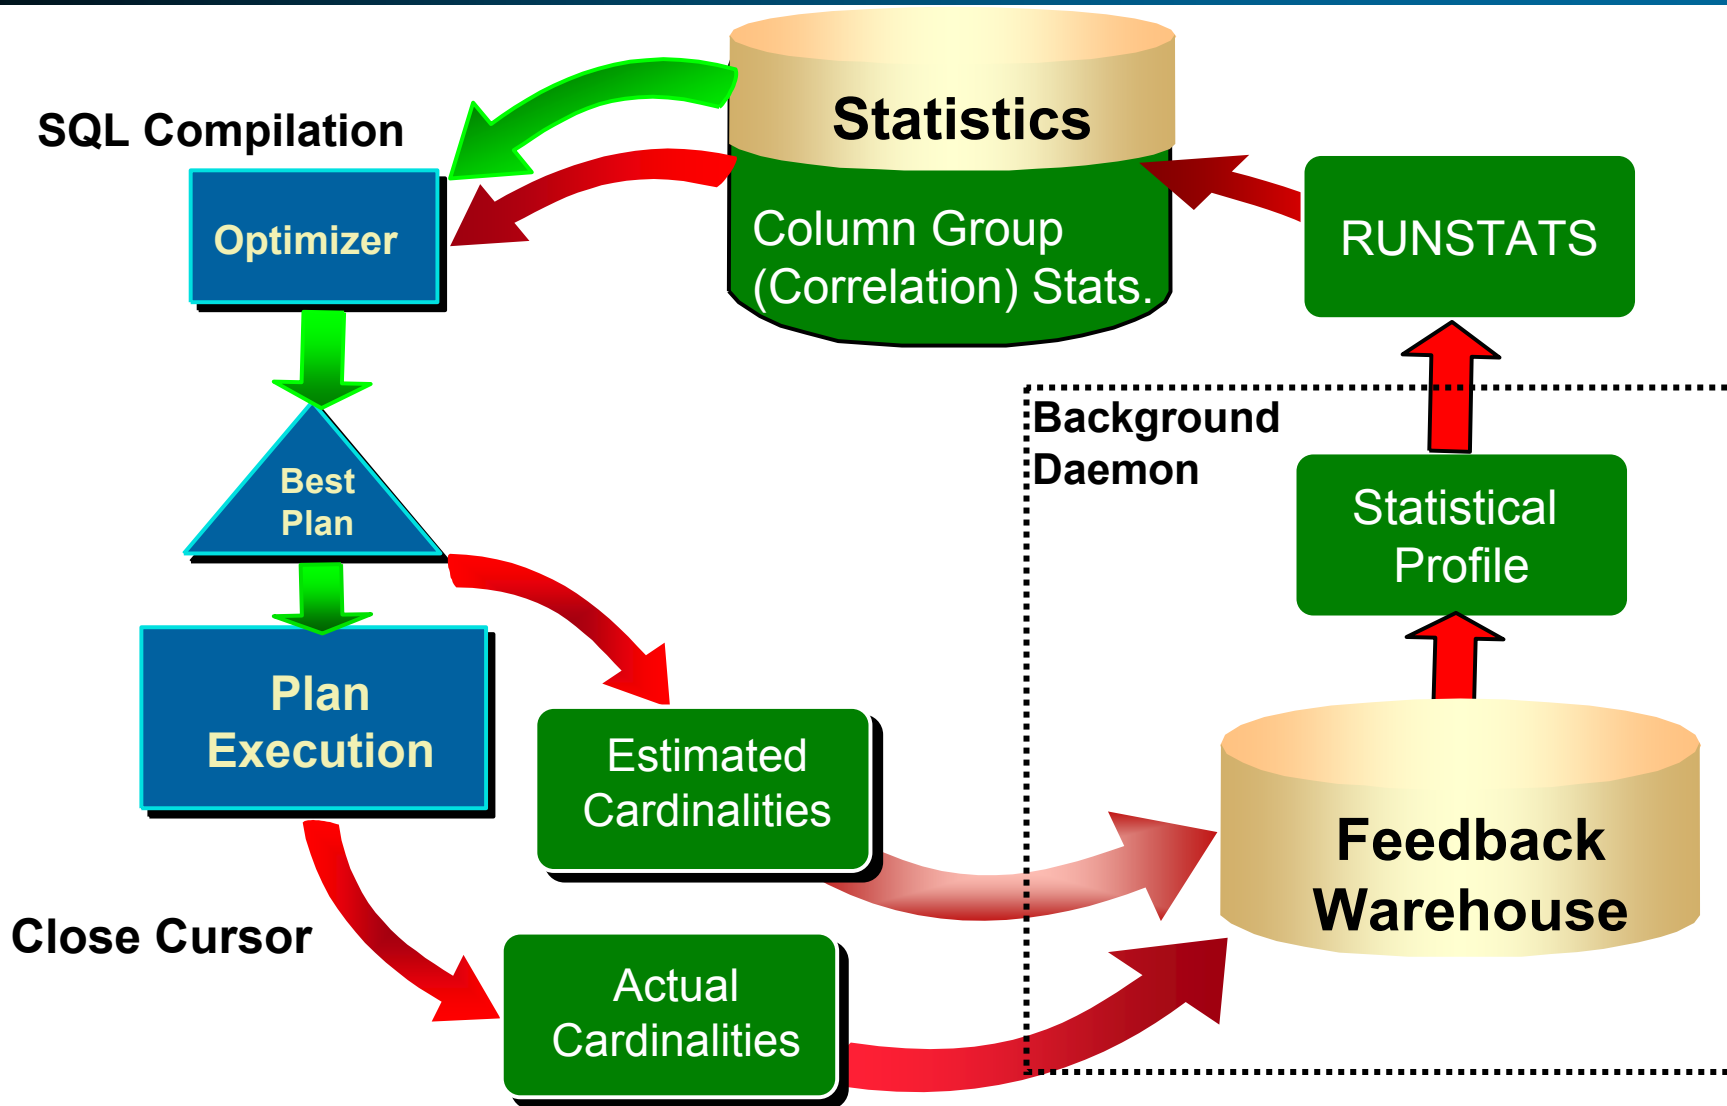 Statistics
SQL Compilation
Optimizer
Column Group
(Correlation) Stats.
RUNSTATS
Background
Daemon
Best
Plan
Statistical
Profile
Plan
Execution
Estimated
Cardinalities
Feedback
Warehouse
Close Cursor
Actual
Cardinalities